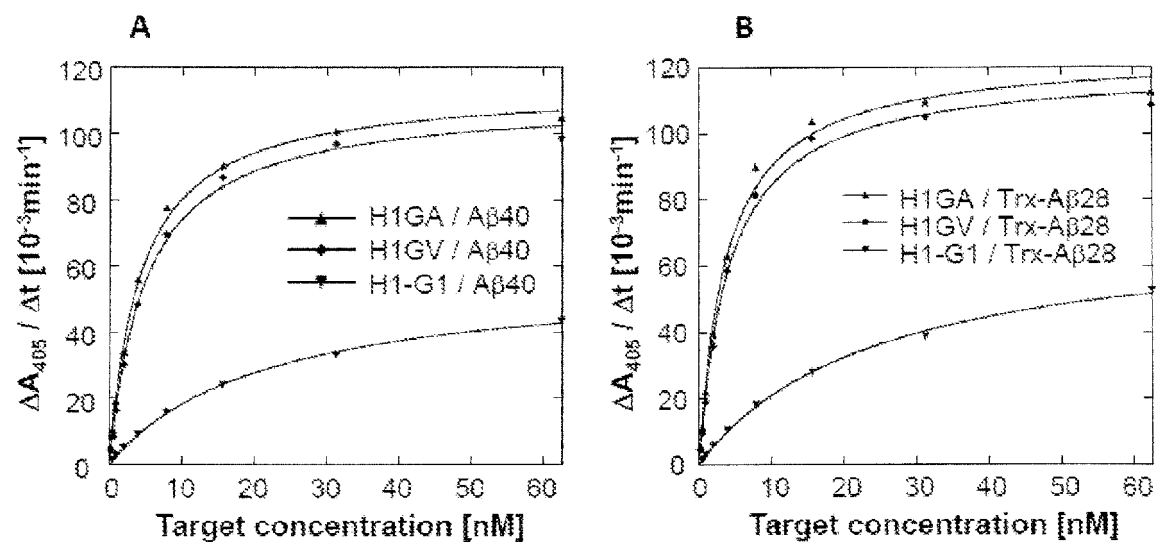 A
120
100
80
60
40
20
0
ΔA405 / Δt [10⁻³min⁻¹]
H1GA / Aβ40
H1GV / Aβ40
H1-G1 / Aβ40
0 10 20 30 40 50 60
Target concentration [nM]
B
120
100
80
60
40
20
0
ΔA405 / Δt [10⁻³min⁻¹]
H1GA / Trx-Aβ28
H1GV / Trx-Aβ28
H1-G1 / Trx-Aβ28
0 10 20 30 40 50 60
Target concentration [nM]